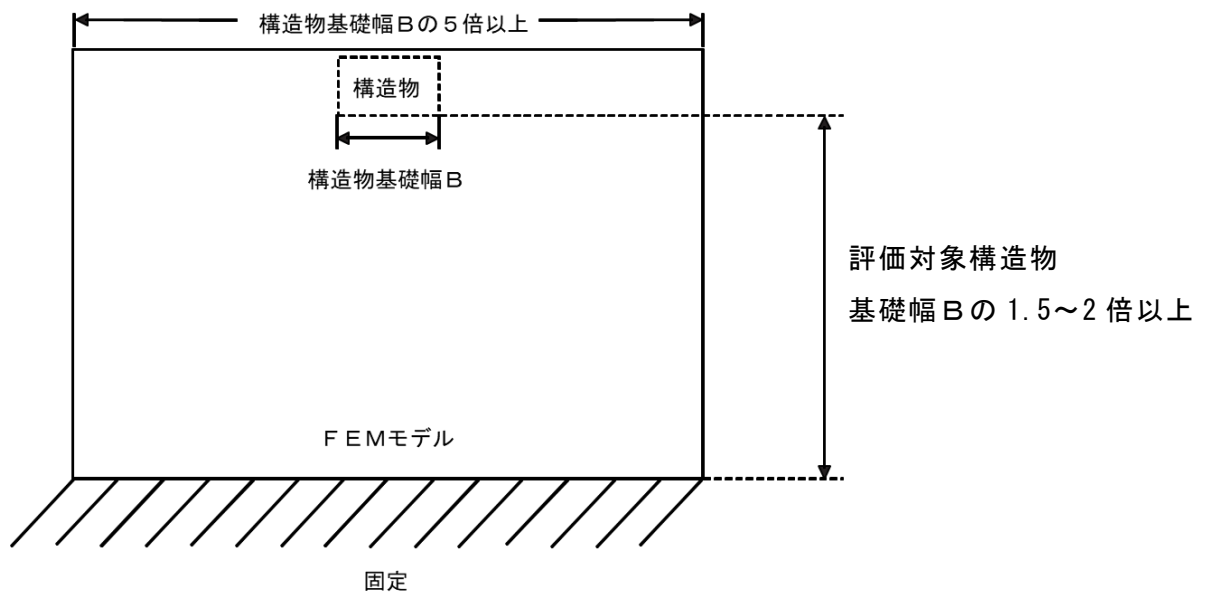 構造物基礎幅Ｂの５倍以上
構造物
構造物基礎幅Ｂ
評価対象構造物
基礎幅Ｂの 1.5～2 倍以上
ＦＥＭモデル
固定